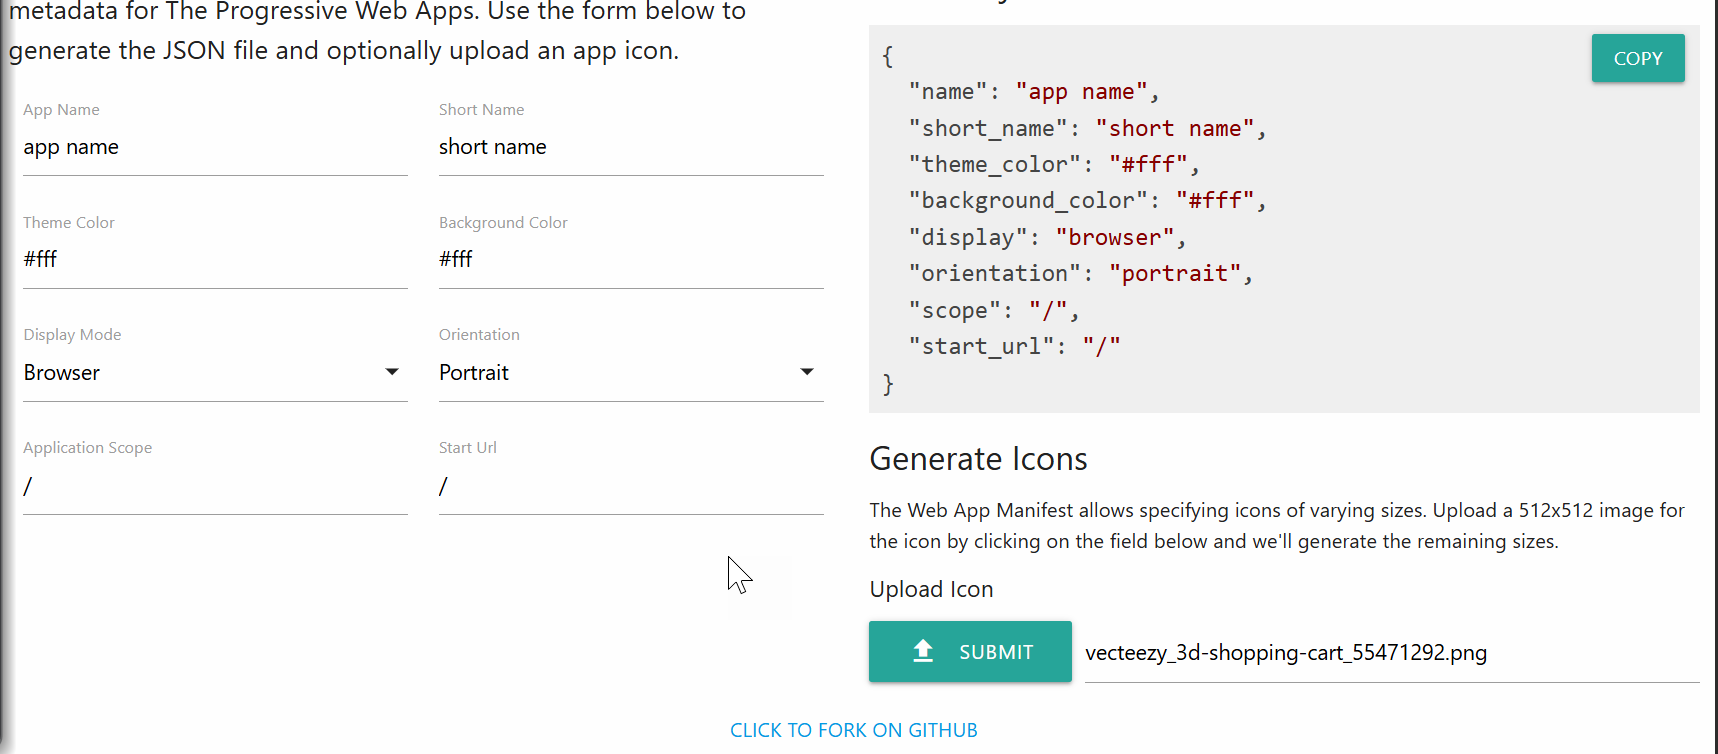 metadata for The Progressive Web Apps. Use the form below to
generate the JSON file and optionally upload an app icon.
App Name
app name
Short Name
short name
Theme Color
#fff
Background Color
#fff
Display Mode
Browser
Orientation
Portrait
Application Scope
/
Start Url
/
{
COPY
"name": "app name",
"short_name": "short name",
"theme_color": "#fff",
"background_color": "#fff",
"display": "browser",
"orientation": "portrait",
"scope": "/",
"start_url": "/"
}
Generate Icons
The Web App Manifest allows specifying icons of varying sizes. Upload a 512x512 image for
the icon by clicking on the field below and we'll generate the remaining sizes.
Upload Icon
SUBMIT
vecteezy_3d-shopping-cart_55471292.png
CLICK TO FORK ON GITHUB